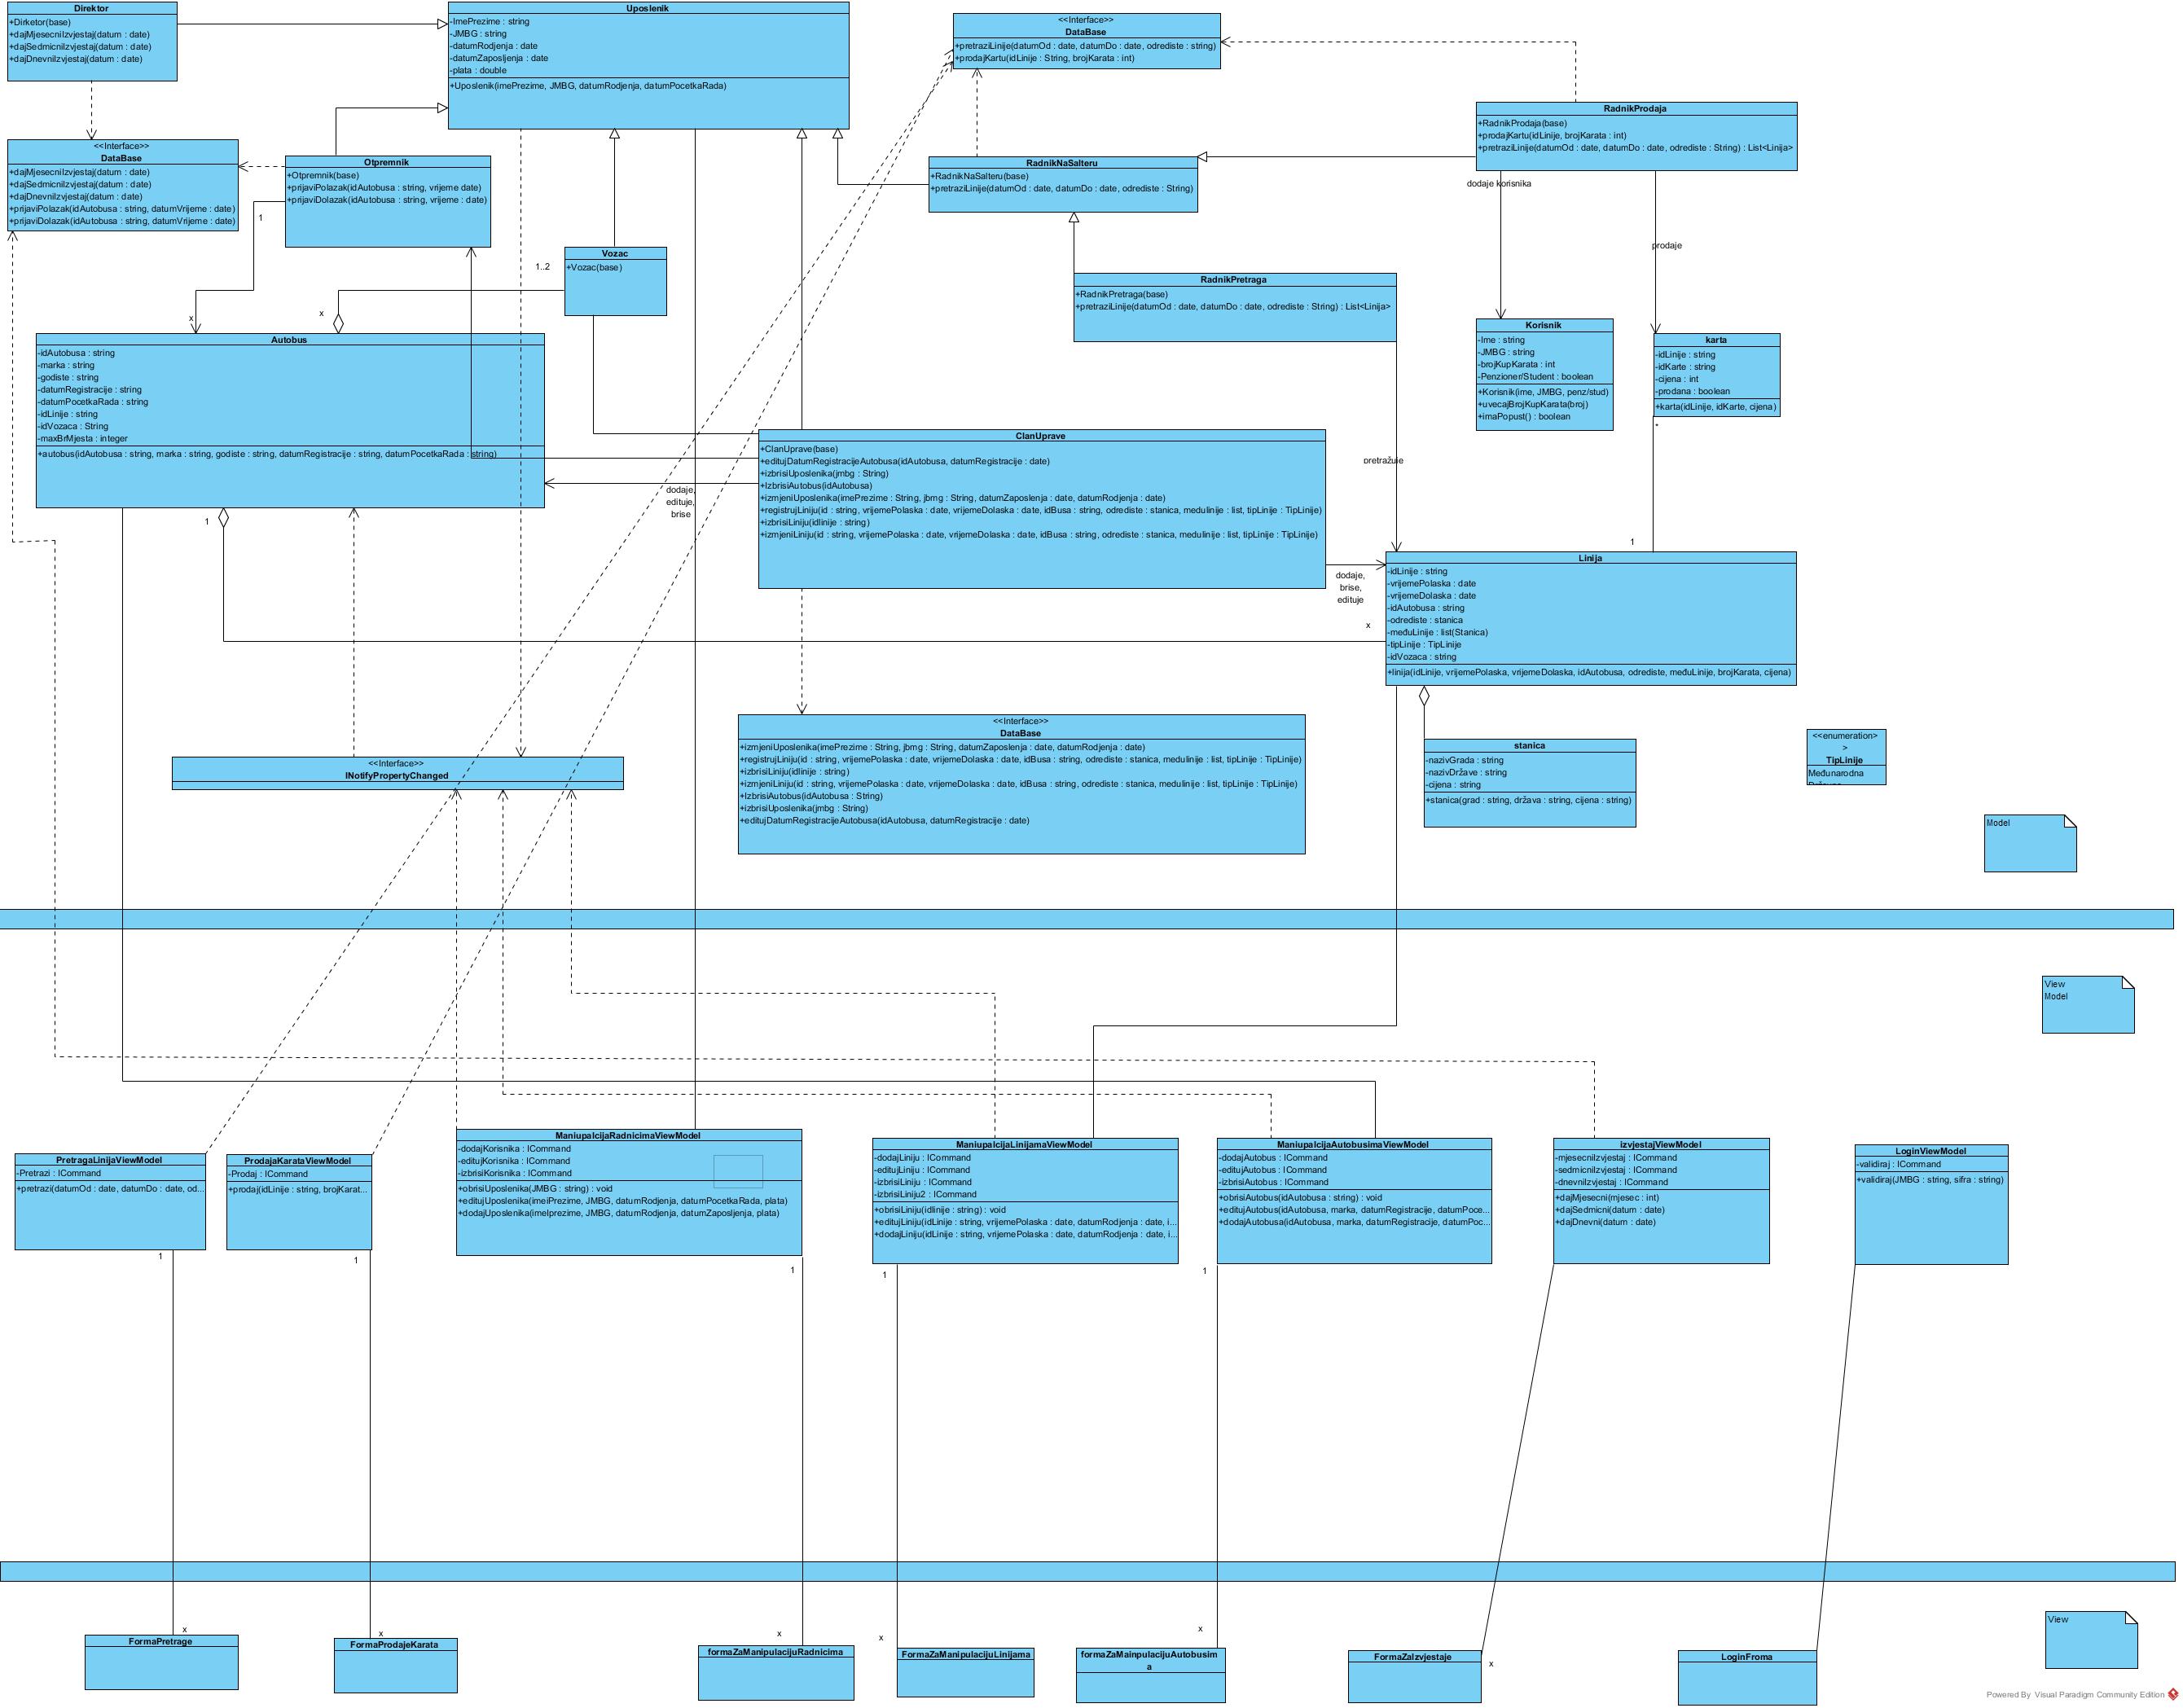 Direktor
+Dirketor(base)
+dajMjesecniIzvjestaj(datum : date)
+dajSedmicniIzvjestaj(datum : date)
+dajDnevniIzvjestaj(datum : date)
Uposlenik
-ImePrezime : string
-JMBG : string
-datumRodjenja : date
-datumZaposljenja : date
-plata : double
+Uposlenik(imePrezime, JMBG, datumRodjenja, datumPocetkaRada)
<<Interface>>
DataBase
+pretraziLinije(datumOd : date, datumDo : date, odrediste : string)
+prodajKartu(idLinije : String, brojKarata : int)
RadnikProdaja
+RadnikProdaja(base)
+prodajKartu(idLinije, brojKarata : int)
+pretraziLinije(datumOd : date, datumDo : date, odrediste : String) : List<Linija>
<<Interface>>
DataBase
+dajMjesecniIzvjestaj(datum : date)
+dajSedmicniIzvjestaj(datum : date)
+dajDnevniIzvjestaj(datum : date)
+prijaviPolazak(idAutobusa : string, datumVrijeme : date)
+prijaviDolazak(idAutobusa : string, datumVrijeme : date)
Otpremnik
+Otpremnik(base)
+prijaviPolazak(idAutobusa : string, vrijeme date)
+prijaviDolazak(idAutobusa : string, vrijeme : date)
RadnikNaSalteru
+RadnikNaSalteru(base)
+pretraziLinije(datumOd : date, datumDo : date, odrediste : String)
dodaje korisnika
1
prodaje
Vozac
+Vozac(base)
1..2
RadnikPretraga
+RadnikPretraga(base)
+pretraziLinije(datumOd : date, datumDo : date, odrediste : String) : List<Linija>
x
x
Korisnik
-Ime : string
-JMBG : string
-brojKupKarata : int
-Penzioner/Student : boolean
+Korisnik(ime, JMBG, penz/stud)
+uvecajBrojKupKarata(broj)
+imaPopust() : boolean
karta
-idLinije : string
-idKarte : string
-cijena : int
-prodana : boolean
+karta(idLinije, idKarte, cijena)
*
Autobus
-idAutobusa : string
-marka : string
-godiste : string
-datumRegistracije : string
-datumPocetkaRada : string
-idLinije : String
-idVozaca : String
-maxBrMjesta : integer
+autobus(idAutobusa : string, marka : string, godiste : string, datumRegistracije : string, datumPocetkaRada : string)
ClanUprave
+ClanUprave(base)
+editujDatumRegistracijeAutobusa(idAutobusa, datumRegistracije : date)
+izbrisiUposlenika(jmbg : String)
+IzbrisiAutobus(idAutobusa)
+izmjeniUposlenika(imePrezime : String, jbmg : String, datumZaposlenja : date, datumRodjenja : date)
+registrujLiniju(id : string, vrijemePolaska : date, vrijemeDolaska : date, idBusa : string, odrediste : stanica, medulinije : list, tipLinije : TipLinije)
+izbrisiLiniju(idlinije : string)
+izmjeniLiniju(id : string, vrijemePolaska : date, vrijemeDolaska : date, idBusa : string, odrediste : stanica, medulinije : list, tipLinije : TipLinije)
pretražuje
dodaje,
edituje,
brise
1
1
dodaje,
brise,
edituje
x
Linija
-idLinije : string
-vrijemePolaska : date
-vrijemeDolaska : date
-idAutobusa : string
-odrediste : stanica
-međuLinije : list(Stanica)
-tipLinije : TipLinije
-idVozaca : string
+linija(idLinije, vrijemePolaska, vrijemeDolaska, idAutobusa, odrediste, međuLinije, brojKarata, cijena)
<<Interface>>
INotifyPropertyChanged
<<Interface>>
DataBase
+izmjeniUposlenika(imePrezime : String, jbmg : String, datumZaposlenja : date, datumRodjenja : date)
+registrujLiniju(id : string, vrijemePolaska : date, vrijemeDolaska : date, idBusa : string, odrediste : stanica, medulinije : list, tipLinije : TipLinije)
+izbrisiLiniju(idlinije : string)
+izmjeniLiniju(id : string, vrijemePolaska : date, vrijemeDolaska : date, idBusa : string, odrediste : stanica, medulinije : list, tipLinije : TipLinije)
+IzbrisiAutobus(idAutobusa : String)
+izbrisiUposlenika(jmbg : String)
+editujDatumRegistracijeAutobusa(idAutobusa, datumRegistracije : date)
stanica
-nazivGrada : string
-nazivDržave : string
-cijena : string
+stanica(grad : string, država : string, cijena : string)
<<enumeration>
>
TipLinije
Međunarodna
Model
View
Model
PretragaLinijaViewModel
-Pretrazi : ICommand
+pretrazi(datumOd : date, datumDo : date, od...
ProdajaKarataViewModel
-Prodaj : ICommand
+prodaj(idLinije : string, brojKarat...
ManiupalcijaRadnicimaViewModel
-dodajKorisnika : ICommand
-editujKorisnika : ICommand
-izbrisiKorisnika : ICommand
+obrisiUposlenika(JMBG : string) : void
+editujUposlenika(imeiPrezime, JMBG, datumRodjenja, datumPocetkaRada, plata)
+dodajUposlenika(imeIprezime, JMBG, datumRodjenja, datumZaposljenja, plata)
ManiupalcijaLinijamaViewModel
-dodajLiniju : ICommand
-editujLiniju : ICommand
-izbrisiLiniju : ICommand
-izbrisiLiniju2 : ICommand
+obrisiLiniju(idlinije : string) : void
+editujLiniju(idLinije : string, vrijemePolaska : date, datumRodjenja : date, i...
+dodajLiniju(idLinije : string, vrijemePolaska : date, datumRodjenja : date, i...
ManiupalcijaAutobusimaViewModel
-dodajAutobus : ICommand
-editujAutobus : ICommand
-izbrisiAutobus : ICommand
+obrisiAutobus(idAutobusa : string) : void
+editujAutobus(idAutobusa, marka, datumRegistracije, datumPoce...
+dodajAutobusa(idAutobusa, marka, datumRegistracije, datumPoc...
izvjestajViewModel
-mjesecniIzvjestaj : ICommand
-sedmicniIzvjestaj : ICommand
-dnevniIzvjestaj : ICommand
+dajMjesecni(mjesec : int)
+dajSedmicni(datum : date)
+dajDnevni(datum : date)
LoginViewModel
-validiraj : ICommand
+validiraj(JMBG : string, sifra : string)
1
1
1
1
1
View
x
x
x
x
x
x
FormaPretrage
FormaProdajeKarata
formaZaManipulacijuRadnicima
FormaZaManipulacijuLinijama
formaZaMainpulacijuAutobusim
a
FormaZaIzvjestaje
LoginFroma
Powered By Visual Paradigm Community Edition